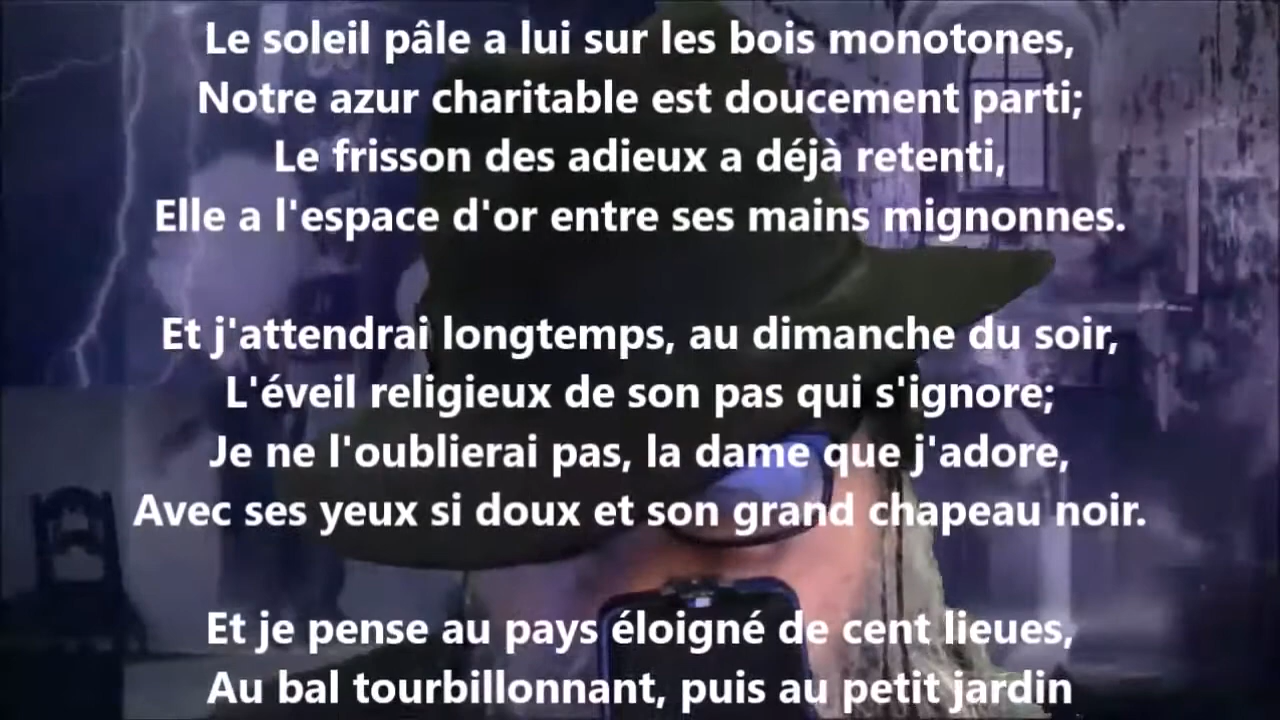 Le soleil pâle a lui sur les bois monotones,
Notre azur charitable est doucement parti;
Le frisson des adieux a déjà retenti,
Elle a l'espace d'or entre ses mains mignonnes.
Et j'attendrai longtemps, au dimanche du soir,
L'éveil religieux de son pas qui s'ignore;
Je ne l'oublierai pas, la dame que j'adore,
Avec ses yeux si doux et son grand chapeau noir.
Et je pense au pays éloigné de cent lieues,
Au bal tourbillonnant, puis au petit jardin